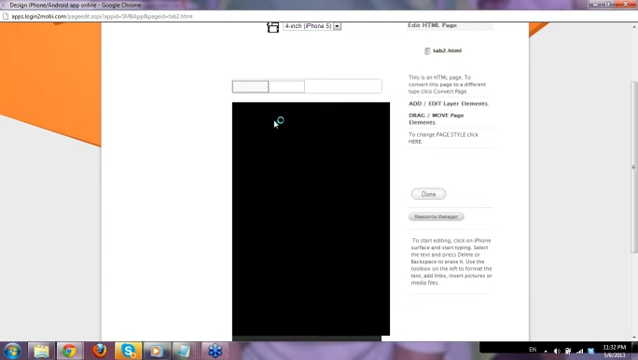 Design iPhone/Android app online - Google Chrome
apps.login2mobi.com/pageedit.aspx?appid=SMBApp&pageid=tab2.html
4-inch (iPhone 5)
Edit HTML Page
tab2.html
This is an HTML page. To
convert this page to a different
type click Convert Page.
ADD / EDIT Layer Elements.
DRAG / MOVE Page
Elements.
To change PAGE STYLE click
HERE.
Done
Resource Manager
To start editing, click on iPhone
surface and start typing. Select
the text and press Delete or
Backspace to erase it. Use the
toolbox on the left to format the
text, add links, insert pictures
or media files.
EN
11:32 PM
5/6/2013